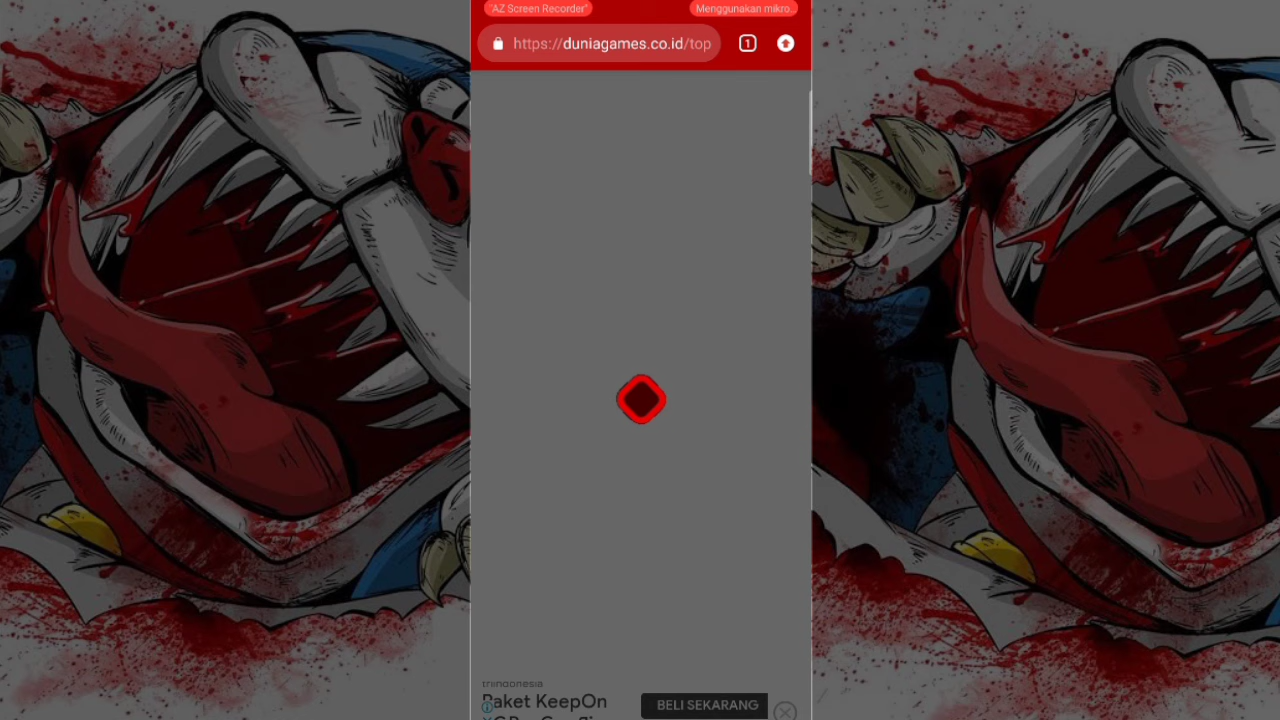 "AZ Screen Recorder"
Menggunakan mikro..
https://duniagames.co.id/top
1
triindonesia
Paket KeepOn
BELI SEKARANG